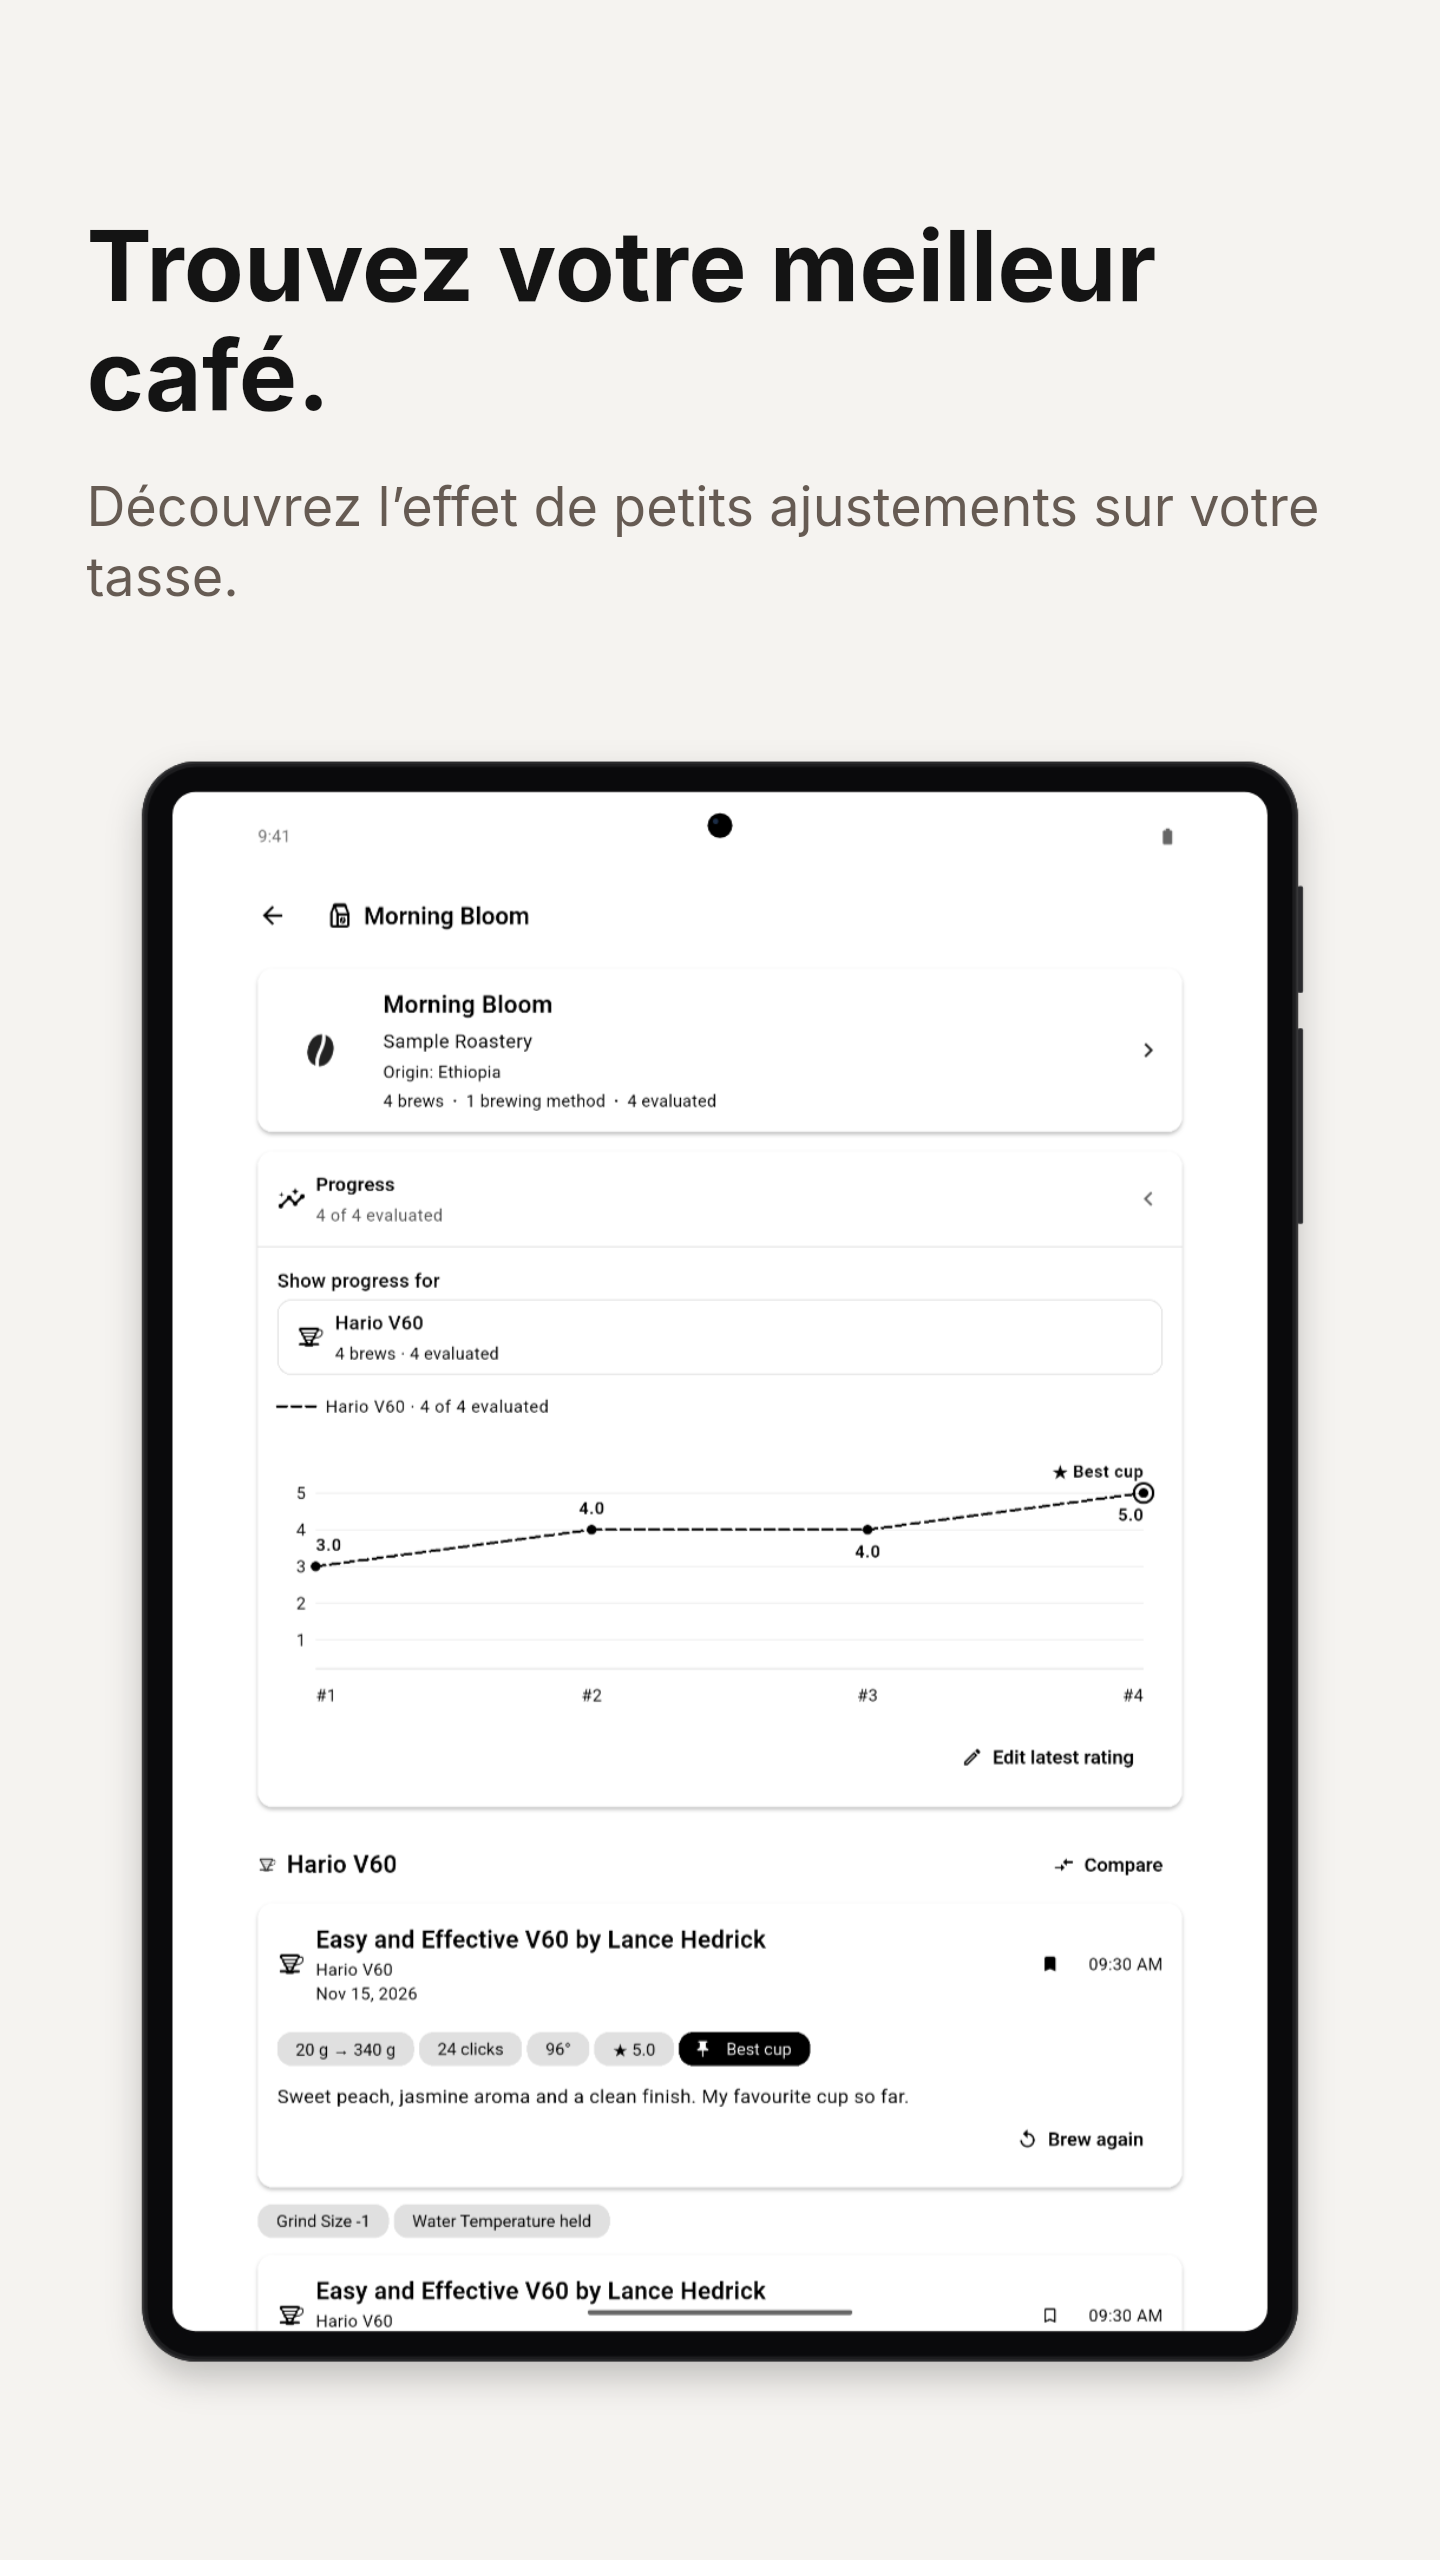 Trouvez votre meilleur
café.
Découvrez l’effet de petits ajustements sur votre
tasse.
9:41
Morning Bloom
Morning Bloom
Sample Roastery
Origin: Ethiopia
4 brews · 1 brewing method · 4 evaluated
Progress
4 of 4 evaluated
Show progress for
Hario V60
4 brews · 4 evaluated
Hario V60 · 4 of 4 evaluated
★ Best cup
5
4.0
5.0
4
3.0
4.0
3
2
1
#1 #2 #3 #4
Edit latest rating
Hario V60 Compare
Easy and Effective V60 by Lance Hedrick
Hario V60
Nov 15, 2026
09:30 AM
20 g → 340 g 24 clicks 96° ★ 5.0 Best cup
Sweet peach, jasmine aroma and a clean finish. My favourite cup so far.
Brew again
Grind Size -1 Water Temperature held
Easy and Effective V60 by Lance Hedrick
Hario V60
09:30 AM